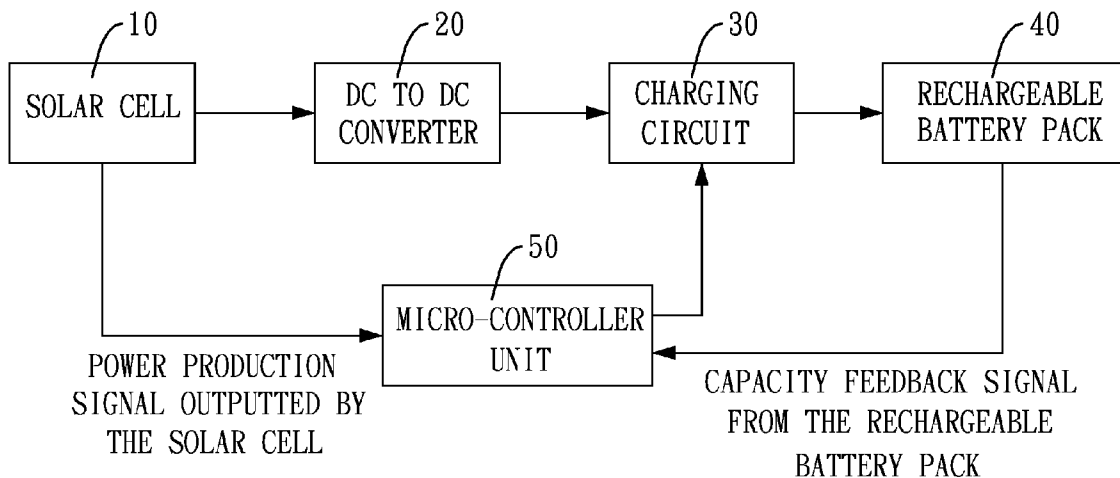 10
20
30
40
SOLAR CELL
DC TO DC
CONVERTER
CHARGING
CIRCUIT
RECHARGEABLE
BATTERY PACK
50
MICRO-CONTROLLER
UNIT
POWER PRODUCTION
SIGNAL OUTPUTTED BY
THE SOLAR CELL
CAPACITY FEEDBACK SIGNAL
FROM THE RECHARGEABLE
BATTERY PACK